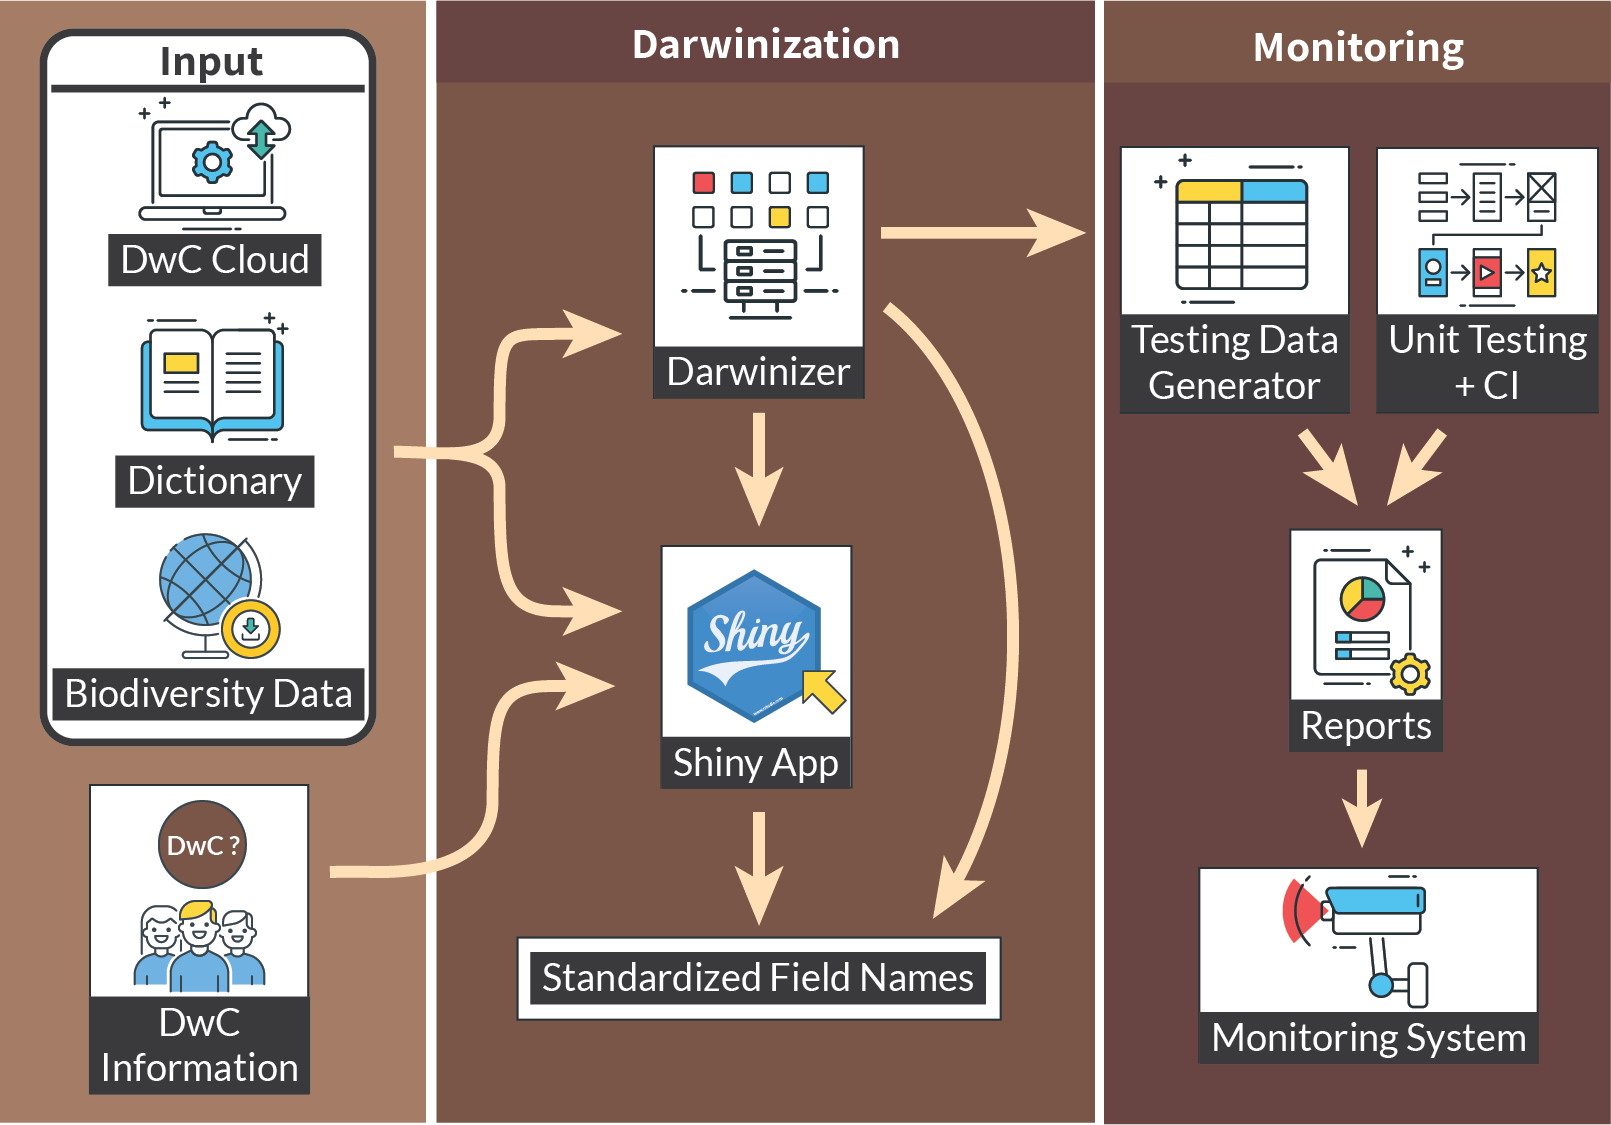 Input
DwC Cloud
Dictionary
Biodiversity Data
DwC ?
DwC
Information
Darwinization
Darwinizer
Shiny
Shiny App
Standardized Field Names
Monitoring
Testing Data
Generator
Unit Testing
+ CI
Reports
Monitoring System